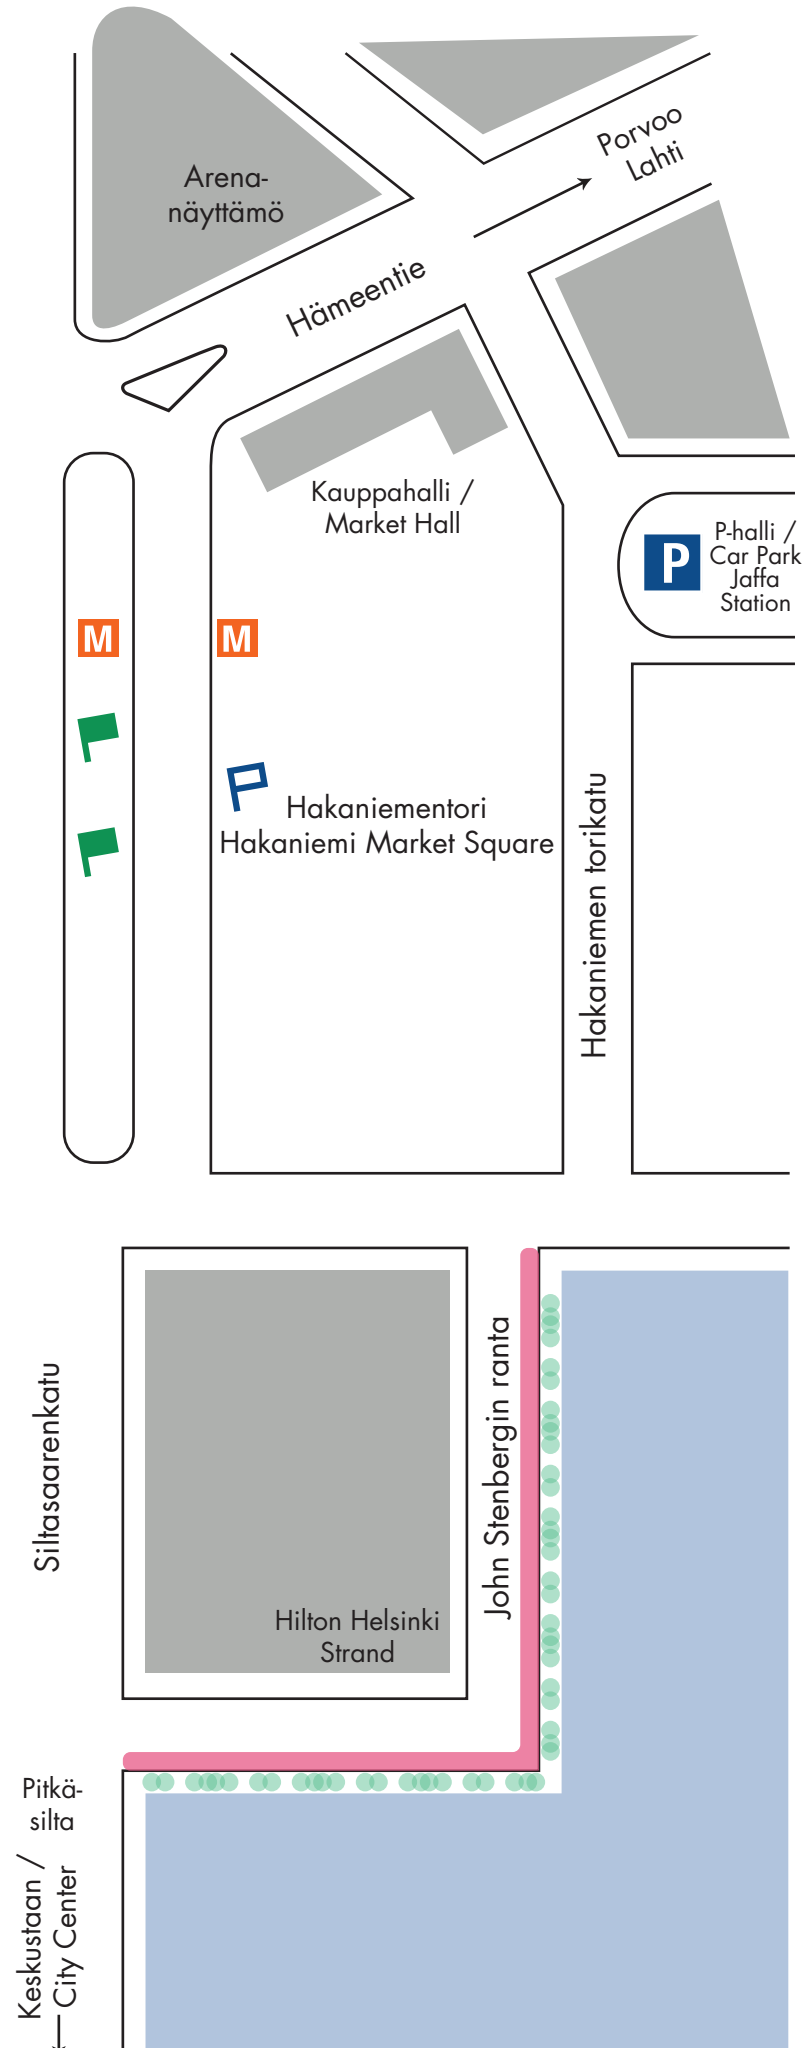 Porvoo
Lahti
Arena-
näyttämö
Hämeentie
Kauppahalli /
Market Hall
P
P-halli /
Car Park
Jaffa
Station
M
M
Hakaniementori
Hakaniemi Market Square
Hakaniemen torikatu
John Stenbergin ranta
Siltasaarenkatu
Hilton Helsinki
Strand
Pitkä-
silta
Keskustaan /
City Center